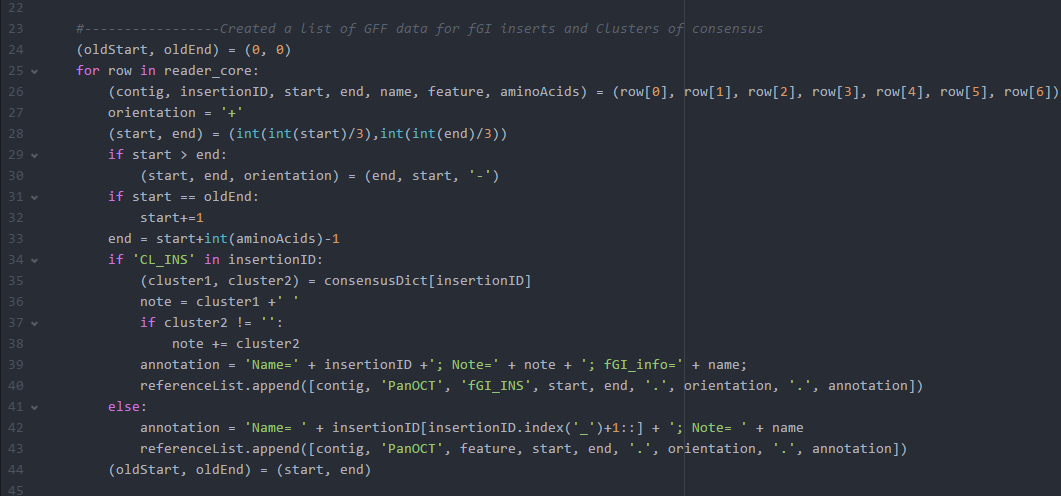 22
23 #-----------------Created a list of GFF data for fGI inserts and Clusters of consensus
24 (oldStart, oldEnd) = (0, 0)
25 for row in reader_core:
26 (contig, insertionID, start, end, name, feature, aminoAcids) = (row[0], row[1], row[2], row[3], row[4], row[5], row[6])
27 orientation = '+'
28 (start, end) = (int(int(start)/3),int(int(end)/3))
29 if start > end:
30 (start, end, orientation) = (end, start, '-')
31 if start == oldEnd:
32 start+=1
33 end = start+int(aminoAcids)-1
34 if 'CL_INS' in insertionID:
35 (cluster1, cluster2) = consensusDict[insertionID]
36 note = cluster1 +' '
37 if cluster2 != '':
38 note += cluster2
39 annotation = 'Name=' + insertionID +'; Note=' + note + '; fGI_info=' + name;
40 referenceList.append([contig, 'PanOCT', 'fGI_INS', start, end, '.', orientation, '.', annotation])
41 else:
42 annotation = 'Name= ' + insertionID[insertionID.index('_')+1::] + '; Note= ' + name
43 referenceList.append([contig, 'PanOCT', feature, start, end, '.', orientation, '.', annotation])
44 (oldStart, oldEnd) = (start, end)
45